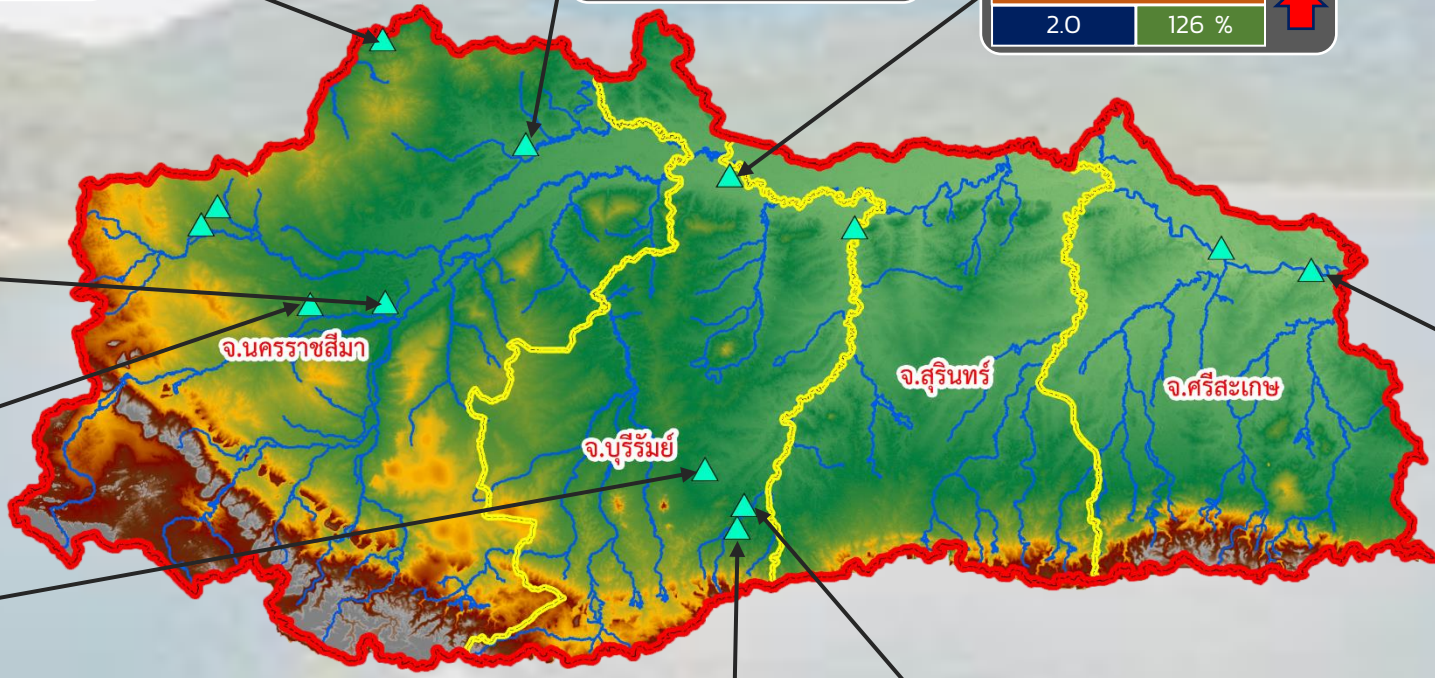 2.0 126 %
จ.นครราชสีมา
จ.สุรินทร์
จ.ศรีสะเกษ
จ.บุรีรัมย์